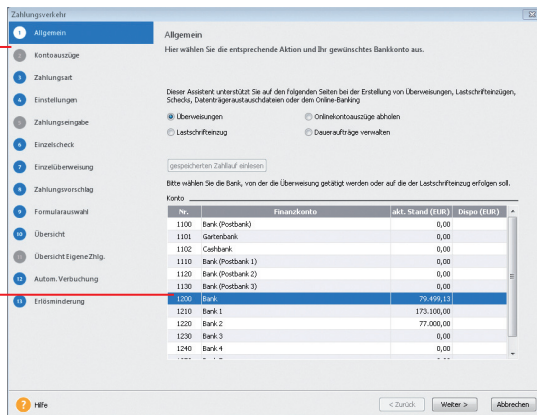 Zahlungsverkehr
1 Allgemein
2 Kontoauszüge
3 Zahlungsart
4 Einstellungen
5 Zahlungseingabe
6 Einzelscheck
7 Einzelüberweisung
8 Zahlungsvorschlag
9 Formularauswahl
10 Übersicht
11 Übersicht EigeneZhlg.
12 Autom. Verbuchung
13 Erlösminderung
Allgemein
Hier wählen Sie die entsprechende Aktion und Ihr gewünschtes Bankkonto aus.
Dieser Assistent unterstützt Sie auf den folgenden Seiten bei der Erstellung von Überweisungen, Lastschrifteinzügen,
Schecks, Datenträgeraustauschdateien oder dem Online-Banking
Überweisungen Onlinekontoauszüge abholen
Lastschrifteinzug Daueraufträge verwalten
gespeicherten Zahllauf einlesen
Bitte wählen Sie die Bank, von der die Überweisung getätigt werden oder auf die der Lastschrifteinzug erfolgen soll.
Konto
Nr. Finanzkonto akt. Stand (EUR) Dispo (EUR)
1100 Bank (Postbank) 0,00
1101 Gartenbank 0,00
1102 Cashbank 0,00
1110 Bank (Postbank 1) 0,00
1120 Bank (Postbank 2) 0,00
1130 Bank (Postbank 3) 0,00
1200 Bank 79.499,13
1210 Bank 1 173.100,00
1220 Bank 2 77.000,00
1230 Bank 3 0,00
1240 Bank 4 0,00
? Hilfe
< Zurück Weiter > Abbrechen